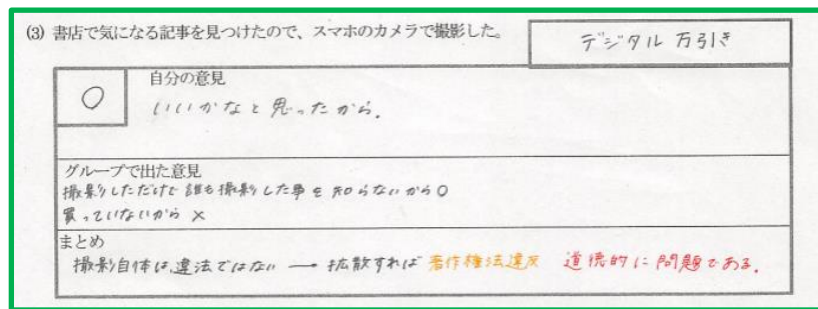 (3) 書店で気になる記事を見つけたので、スマホのカメラで撮影した。
デジタル万引き
自分の意見
○
いいかなと思ったから。
グループで出た意見
撮影しただけで誰も撮影した事を知らないから○
買っていないから×
まとめ
撮影自体は、違法ではない → 拡散すれば著作権法違反 道徳的に問題である。